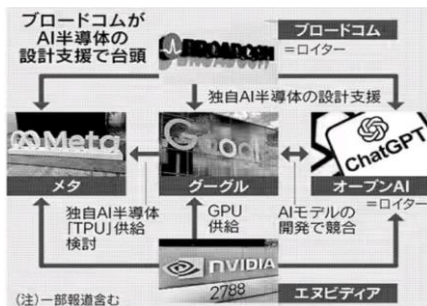 ブロードコムが
AI半導体の
設計支援で台頭
BROADCOM
ブロードコム
=ロイター
独自AI半導体の設計支援
Meta
Google
ChatGPT
メタ
グーグル
オープンAI
=ロイター
独自AI半導体
「TPU」供給
検討
GPU
供給
AIモデルの
開発で競合
NVIDIA
2788
エヌビディア
(注)一部報道含む